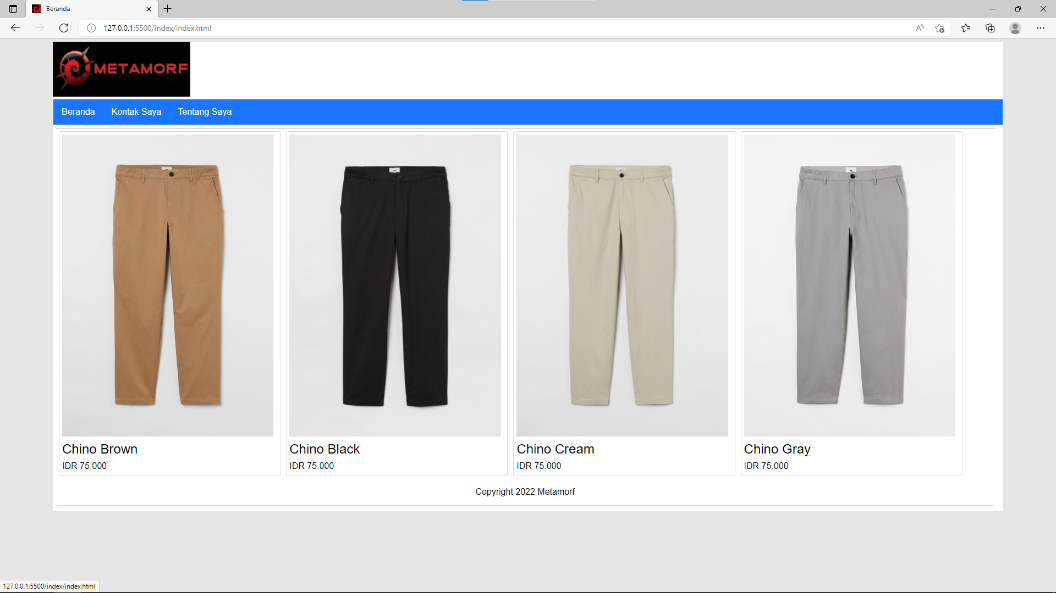 Beranda
127.0.0.1:5500/index/index.html
METAMORF
Beranda Kontak Saya Tentang Saya
Chino Brown Chino Black Chino Cream Chino Gray
IDR 75.000 IDR 75.000 IDR 75.000 IDR 75.000
Copyright 2022 Metamorf
127.0.0.1:5500/index/index.html